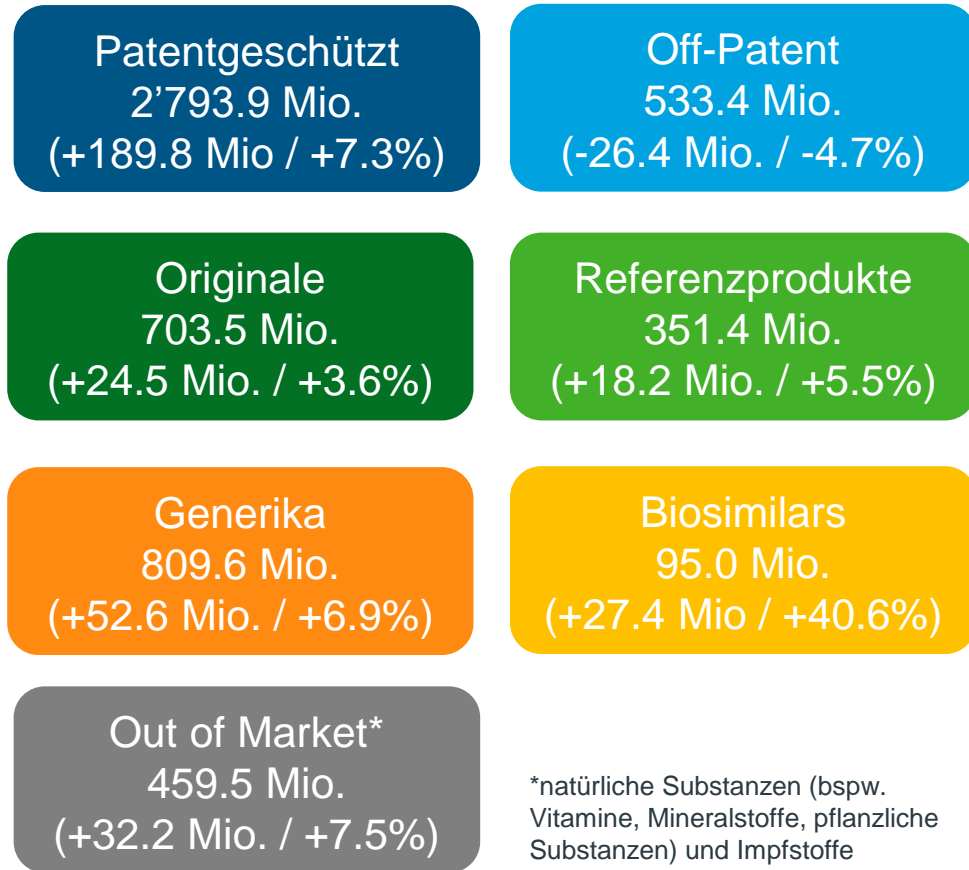 Patentgeschützt
2’793.9 Mio.
(+189.8 Mio / +7.3%)
Off-Patent
533.4 Mio.
(-26.4 Mio. / -4.7%)
Originale
703.5 Mio.
(+24.5 Mio. / +3.6%)
Referenzprodukte
351.4 Mio.
(+18.2 Mio. / +5.5%)
Generika
809.6 Mio.
(+52.6 Mio. / +6.9%)
Biosimilars
95.0 Mio.
(+27.4 Mio / +40.6%)
Out of Market*
459.5 Mio.
(+32.2 Mio. / +7.5%)
*natürliche Substanzen (bspw.
Vitamine, Mineralstoffe, pflanzliche
Substanzen) und Impfstoffe